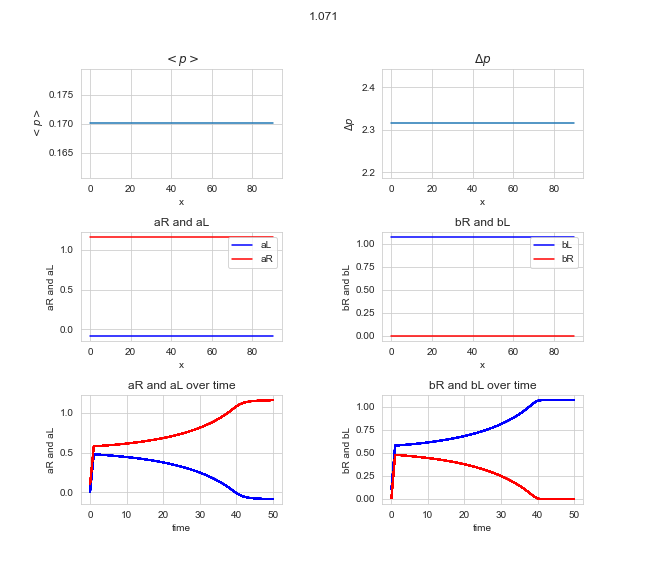 1.071
< p >
Δp
0.175
0.170
0.165
< p >
0 20 40 60 80
x
2.4
2.3
2.2
Δp
0 20 40 60 80
x
aR and aL
bR and bL
1.0
0.5
0.0
aR and aL
aL
aR
0 20 40 60 80
x
1.00
0.75
0.50
0.25
0.00
bR and bL
bL
bR
0 20 40 60 80
x
aR and aL over time
bR and bL over time
1.0
0.5
0.0
aR and aL
0 10 20 30 40 50
time
1.00
0.75
0.50
0.25
0.00
bR and bL
0 10 20 30 40 50
time